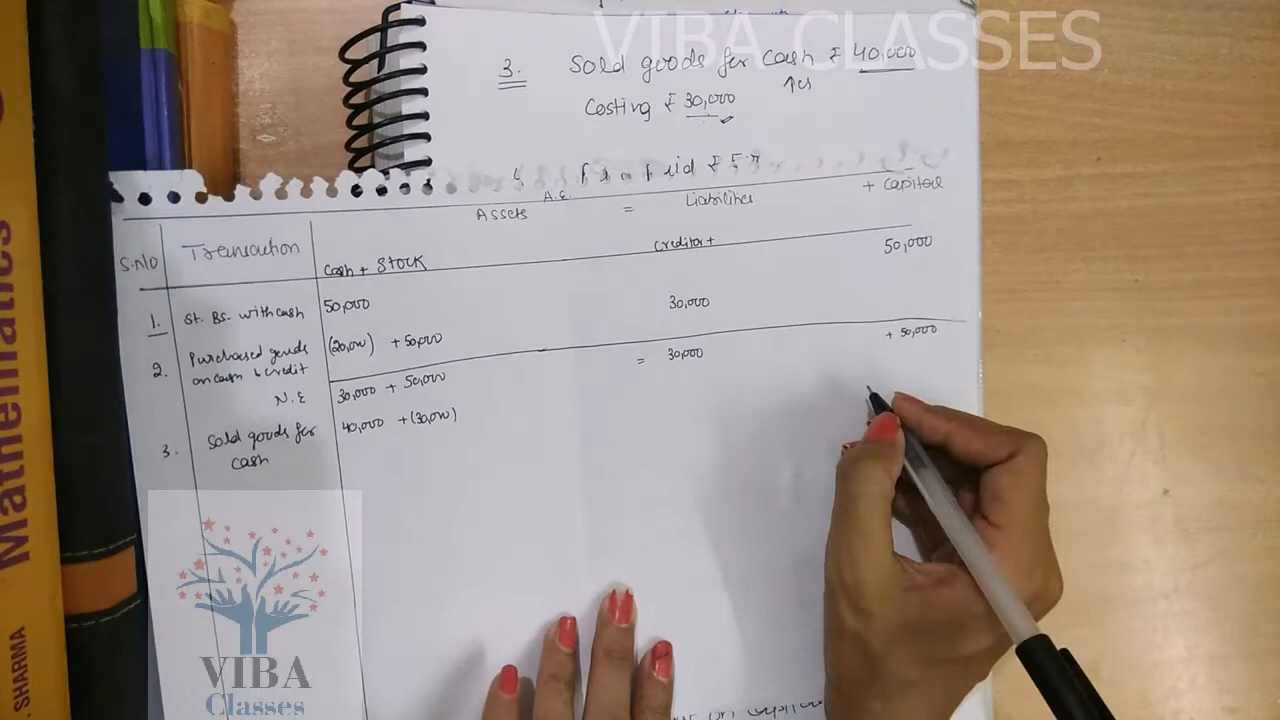 VIBA CLASSES
3. Sold goods for cash ₹ 40,000
Costing ₹ 30,000
A.E.
Assets = Liabilities + Capital
S.No Transaction Cash + Stock Creditor +
1. St. Bs. with cash 50,000 50,000
2. Purchased goods on cash & credit (20,000) + 50,000 30,000
N.E 30,000 + 50,000 = 30,000 + 50,000
3. Sold goods for cash 40,000 + (30,000)
Mathematics
SHARMA
VIBA
Classes